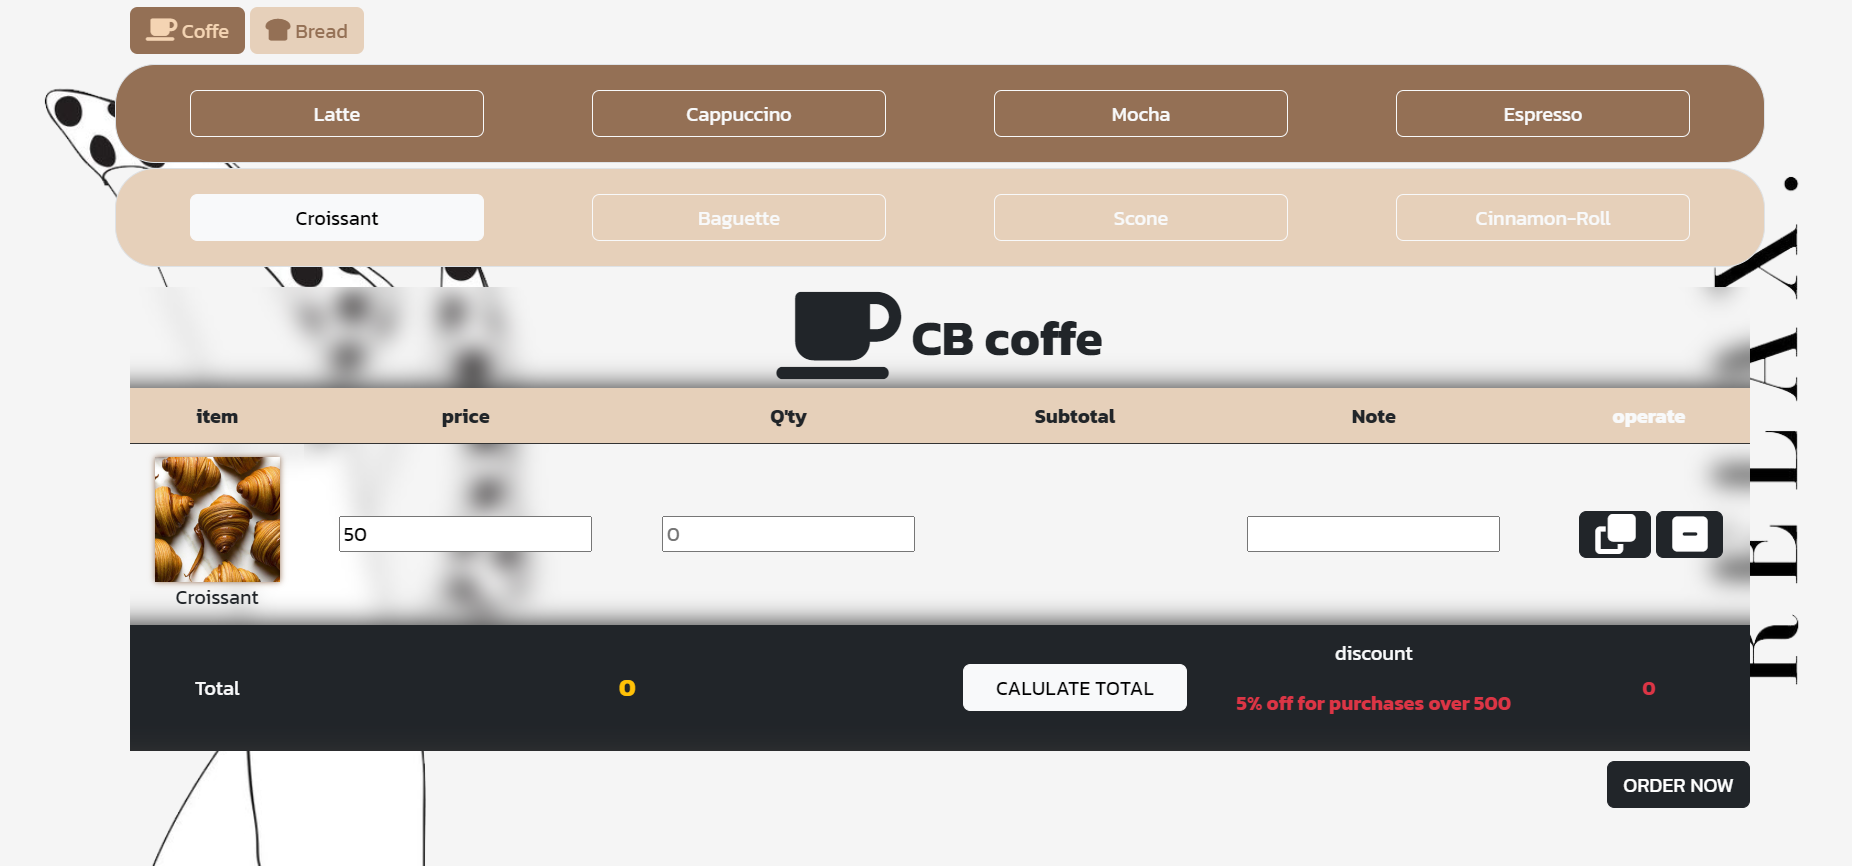 Coffe
Bread
Latte
Cappuccino
Mocha
Espresso
Croissant
Baguette
Scone
Cinnamon-Roll
CB coffe
item
price
Q'ty
Subtotal
Note
operate
50
0
Croissant
Total
0
CALULATE TOTAL
discount
5% off for purchases over 500
0
ORDER NOW
RELAX.